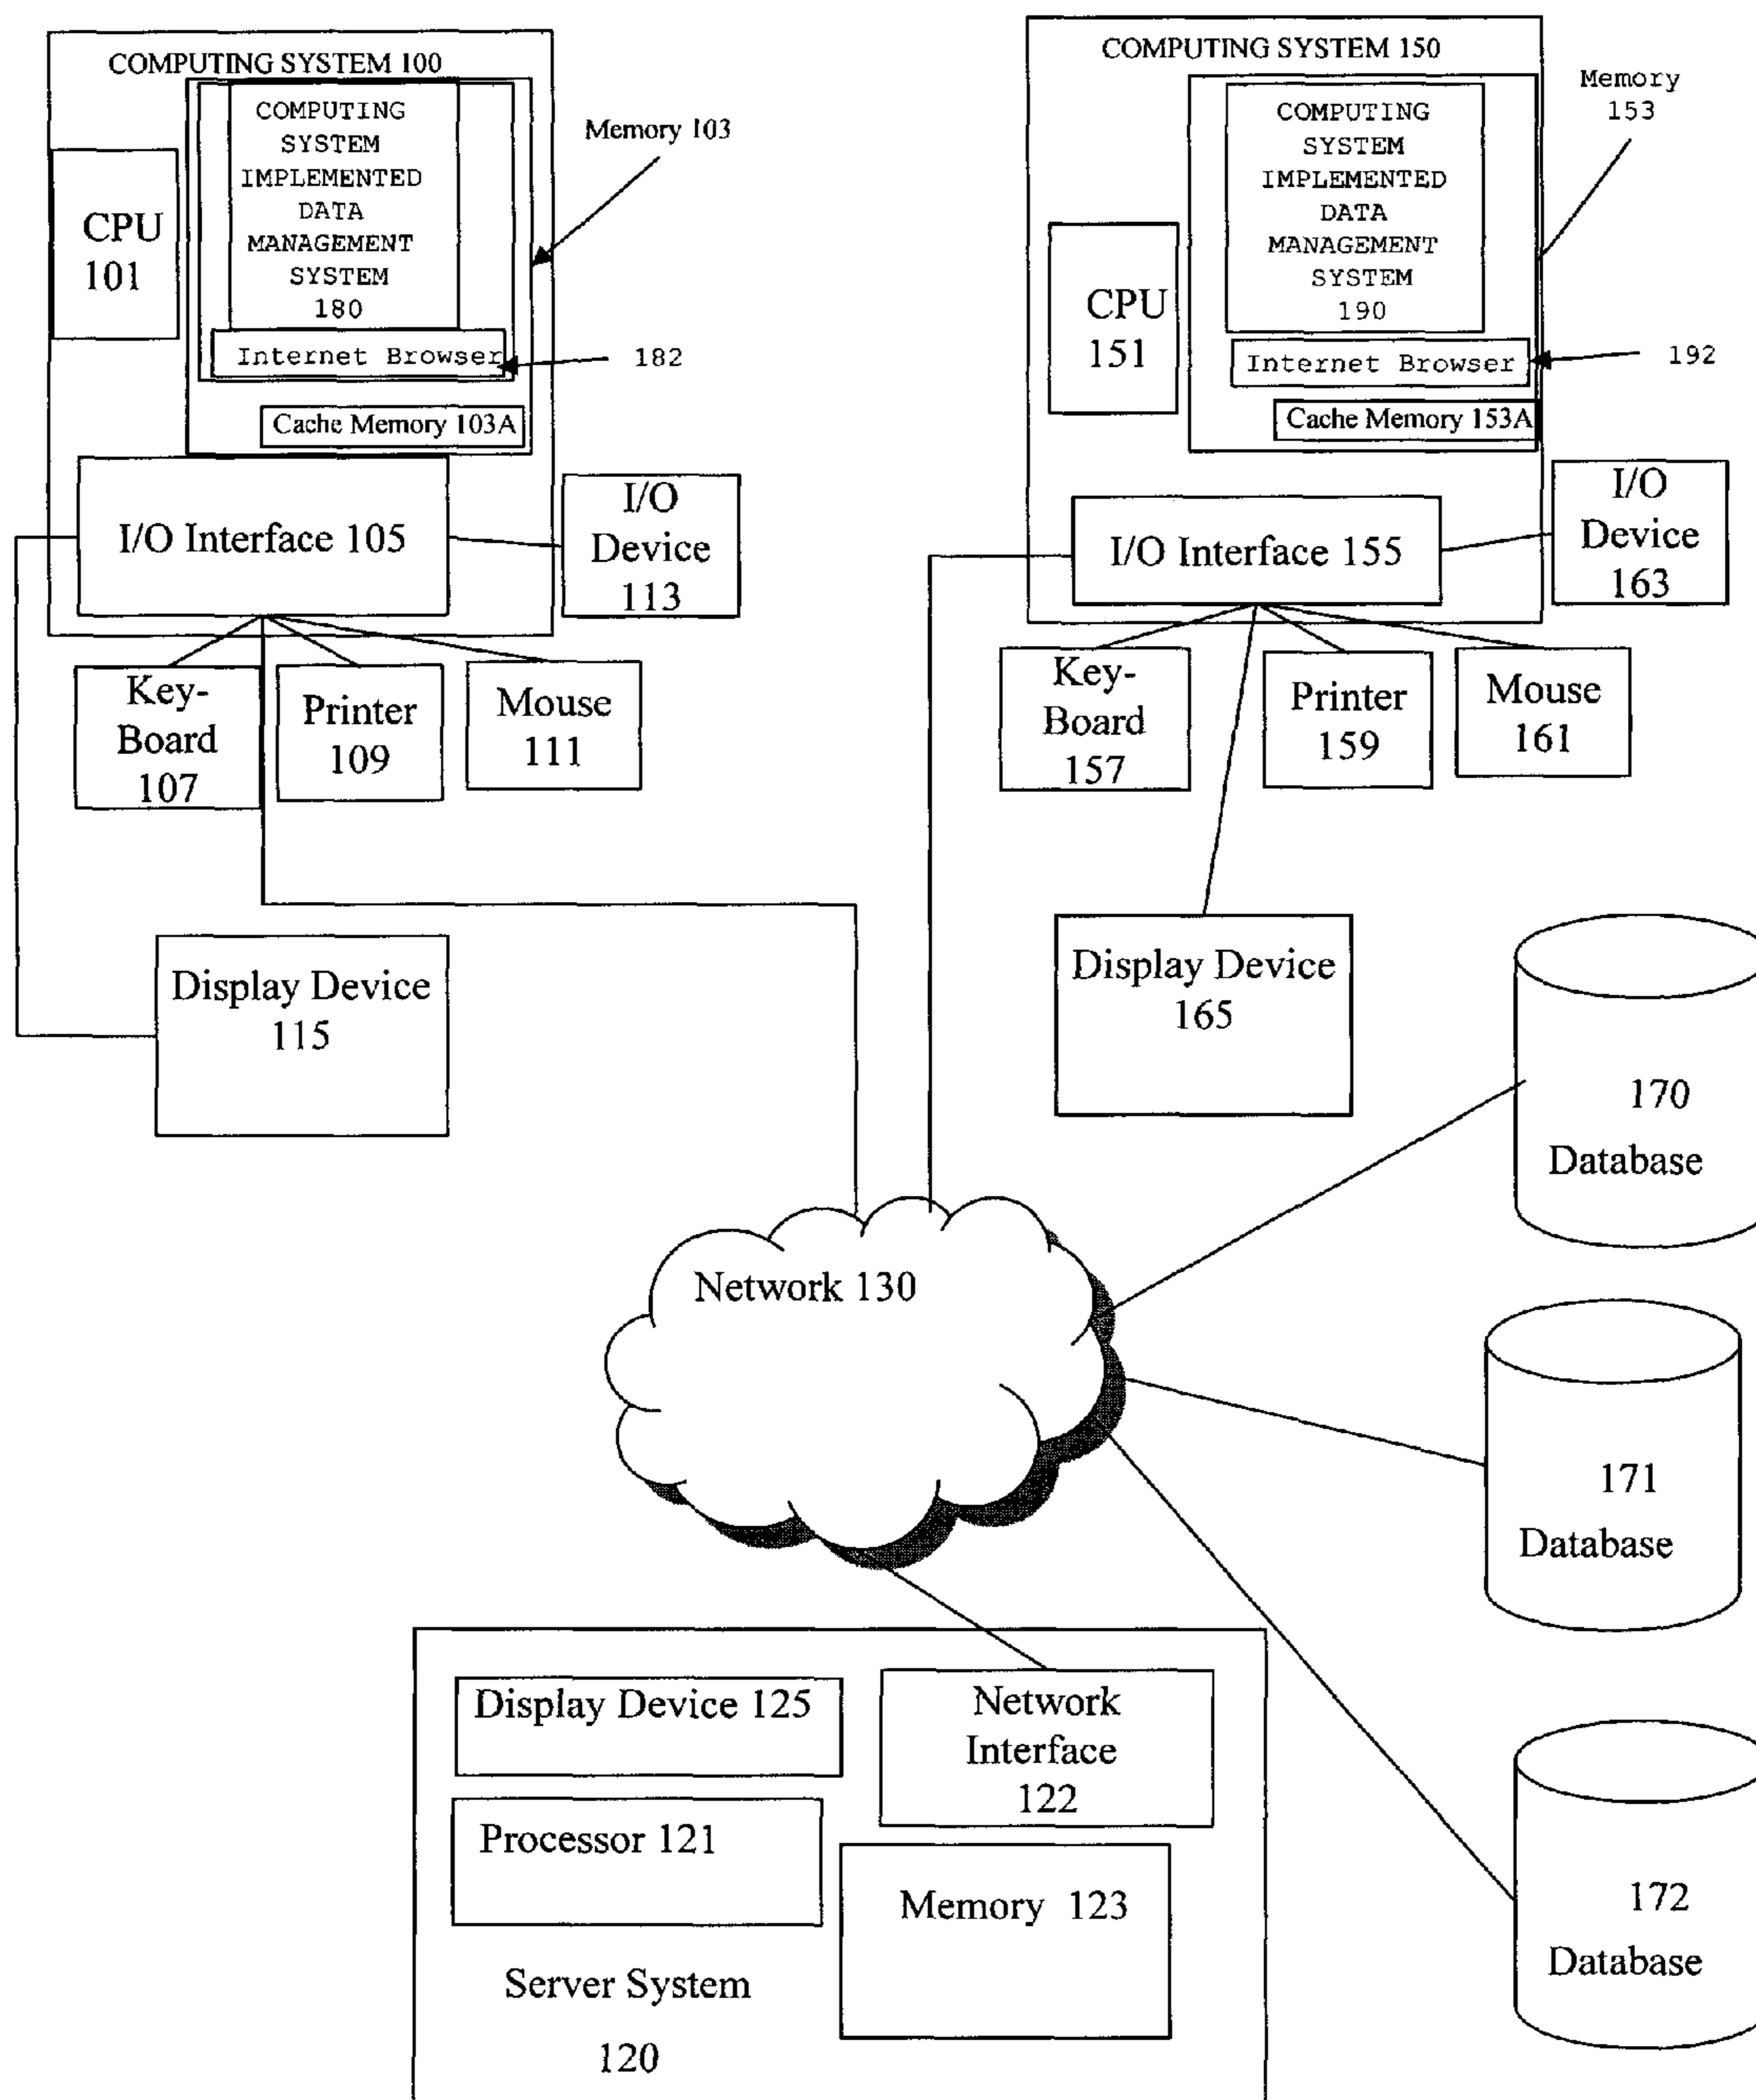 COMPUTING SYSTEM 100
COMPUTING
SYSTEM
IMPLEMENTED
DATA
MANAGEMENT
SYSTEM
180
Internet Browser
182
Cache Memory 103A
Memory 103
CPU
101
I/O Interface 105
I/O
Device
113
Key-
Board
107
Printer
109
Mouse
111
Display Device
115
COMPUTING SYSTEM 150
COMPUTING
SYSTEM
IMPLEMENTED
DATA
MANAGEMENT
SYSTEM
190
Internet Browser
192
Cache Memory 153A
Memory
153
CPU
151
I/O Interface 155
I/O
Device
163
Key-
Board
157
Printer
159
Mouse
161
Display Device
165
170
Database
Network 130
171
Database
172
Database
Display Device 125
Network
Interface
122
Processor 121
Memory 123
Server System
120